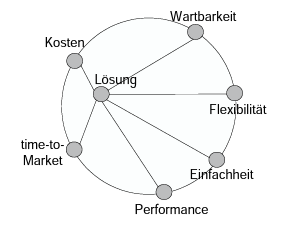 Wartbarkeit
Kosten
Lösung
Flexibilität
time-to-
Market
Einfachheit
Performance